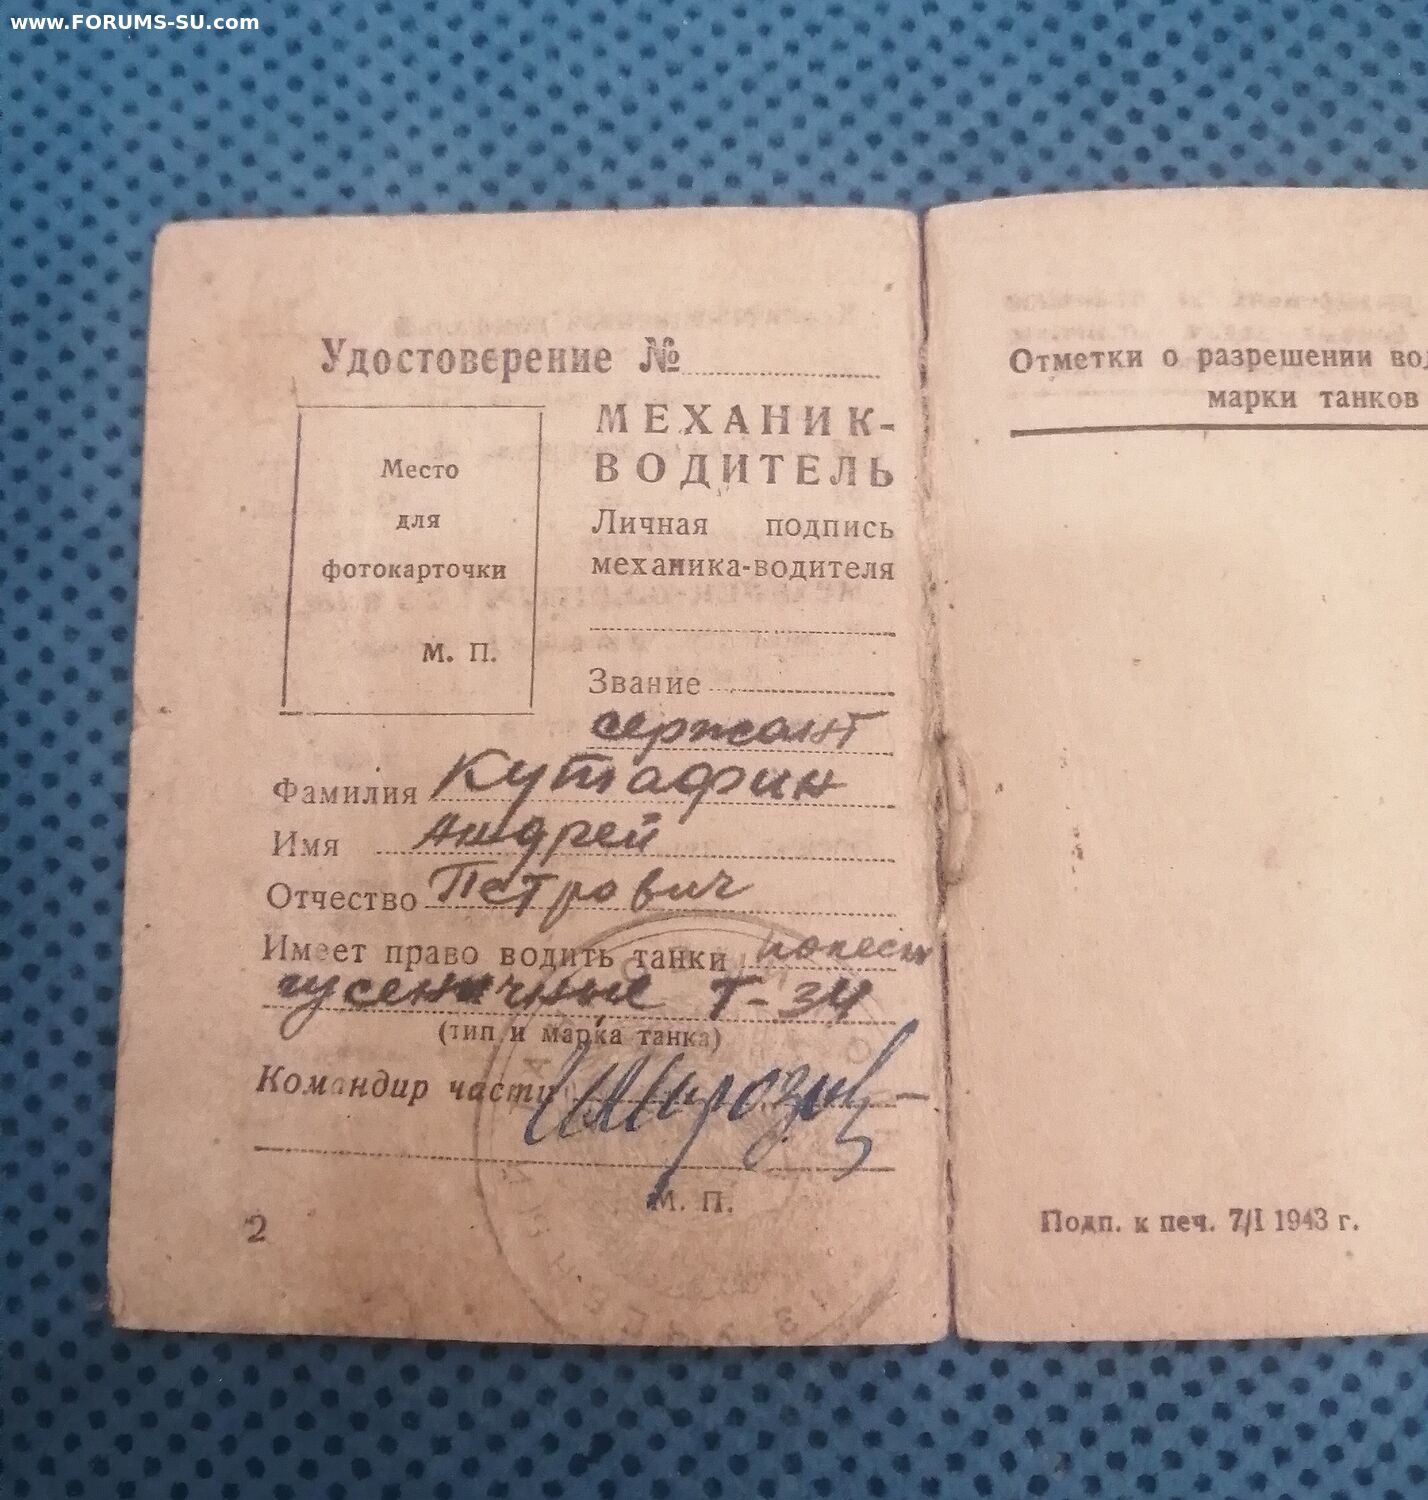 www.FORUMS-SU.com
Удостоверение №
Место
для
фотокарточки
М. П.
МЕХАНИК-
ВОДИТЕЛЬ
Личная подпись
механика-водителя
Звание
сержант
Фамилия Кутафин
Имя Андрей
Отчество Петрович
Имеет право водить танки
гусеничные Т-34
(тип и марка танка)
Командир части
М. П.
2
Отметки о разрешении
марки танков
Подп. к печ. 7/I 1943 г.